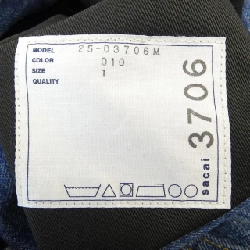 MODEL 25-03706M
COLOR 010
SIZE 1
QUALITY
sacai 3706